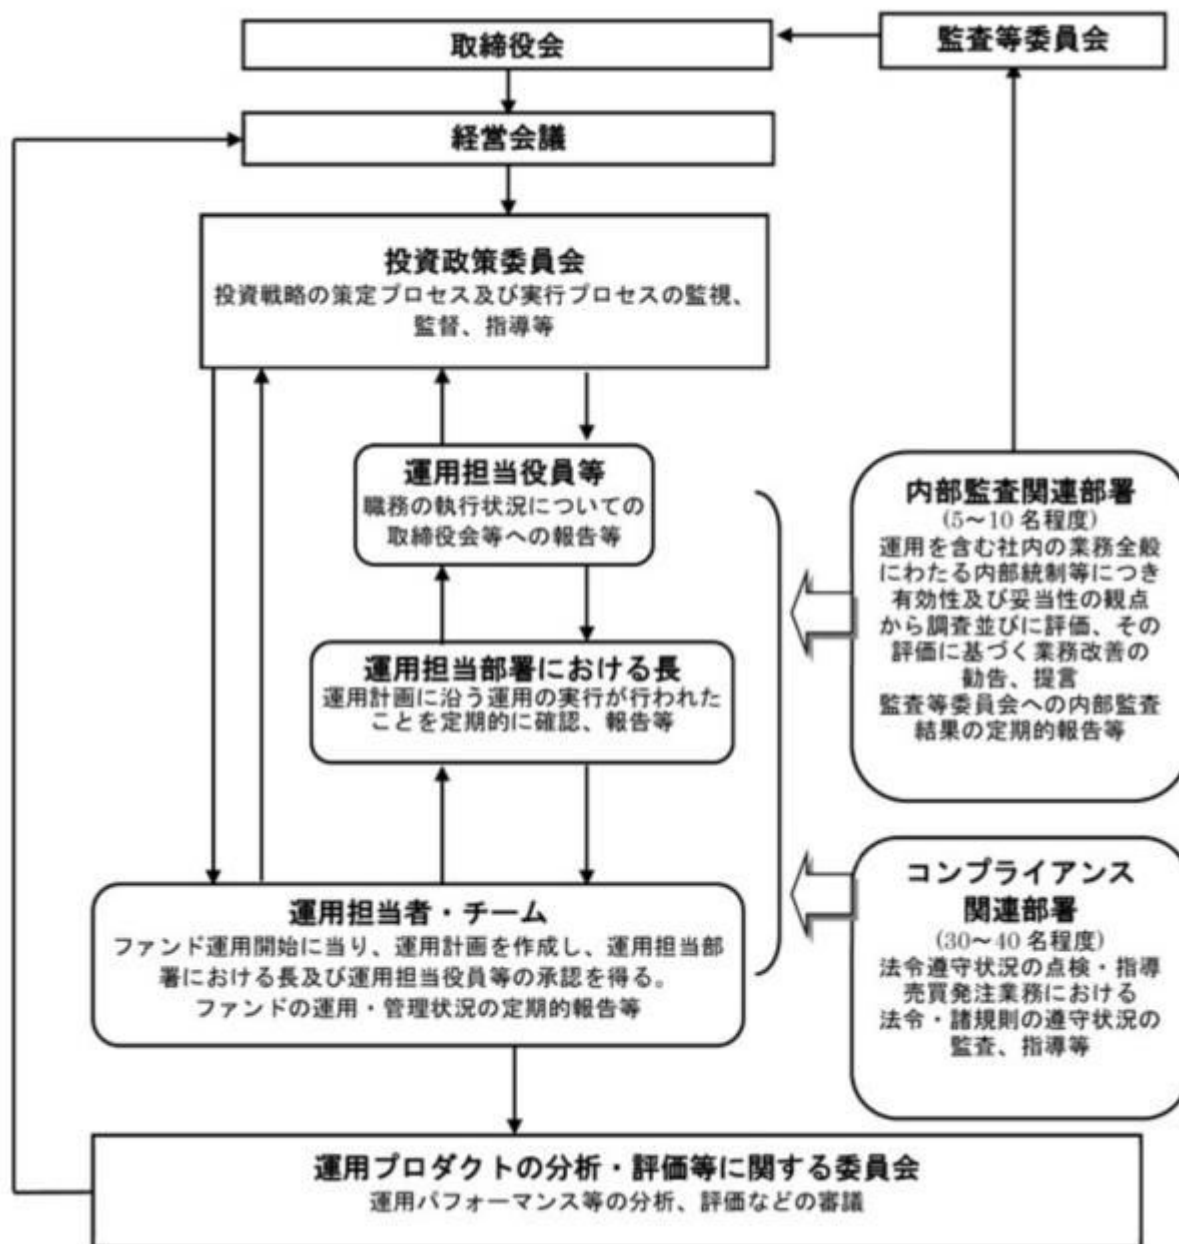 取締役会
監査等委員会
経営会議
投資政策委員会
投資戦略の策定プロセス及び実行プロセスの監視、
監督、指導等
運用担当役員等
職務の執行状況についての
取締役会等への報告等
運用担当部署における長
運用計画に沿う運用の実行が行われた
ことを定期的に確認、報告等
運用担当者・チーム
ファンド運用開始に当り、運用計画を作成し、運用担当部
署における長及び運用担当役員等の承認を得る。
ファンドの運用・管理状況の定期的報告等
内部監査関連部署
(5～10 名程度)
運用を含む社内の業務全般
にわたる内部統制等につき
有効性及び妥当性の観点
から調査並びに評価、その
評価に基づく業務改善の
勧告、提言
監査等委員会への内部監査
結果の定期的報告等
コンプライアンス
関連部署
(30～40 名程度)
法令遵守状況の点検・指導
売買発注業務における
法令・諸規則の遵守状況の
監査、指導等
運用プロダクトの分析・評価等に関する委員会
運用パフォーマンス等の分析、評価などの審議